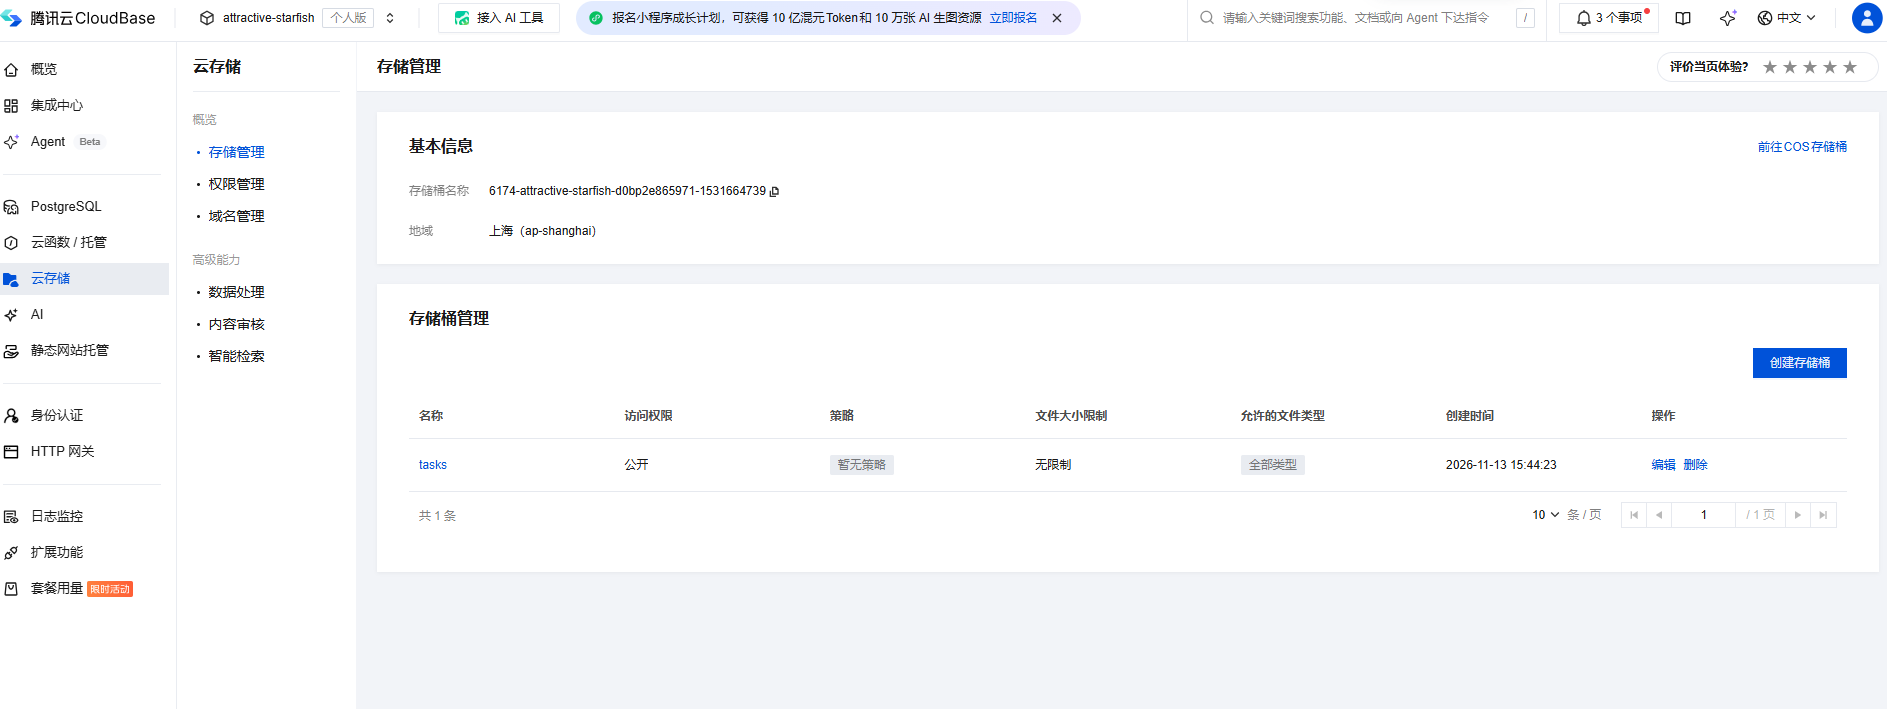 腾讯云CloudBase
attractive-starfish 个人版
接入 AI 工具
报名小程序成长计划，可获得 10 亿混元Token和 10 万张 AI 生图资源 立即报名
请输入关键词搜索功能、文档或向 Agent 下达指令 /
3 个事项
中文
概览
集成中心
Agent Beta
PostgreSQL
云函数 / 托管
云存储
AI
静态网站托管
身份认证
HTTP 网关
日志监控
扩展功能
套餐用量 限时活动
云存储
概览
存储管理
权限管理
域名管理
高级能力
数据处理
内容审核
智能检索
存储管理
评价当页体验?
基本信息
前往COS存储桶
存储桶名称 6174-attractive-starfish-d0bp2e865971-1531664739
地域 上海（ap-shanghai）
存储桶管理
创建存储桶
名称 访问权限 策略 文件大小限制 允许的文件类型 创建时间 操作
tasks 公开 暂无策略 无限制 全部类型 2026-11-13 15:44:23 编辑 删除
共 1 条
10 条 / 页 1 / 1 页